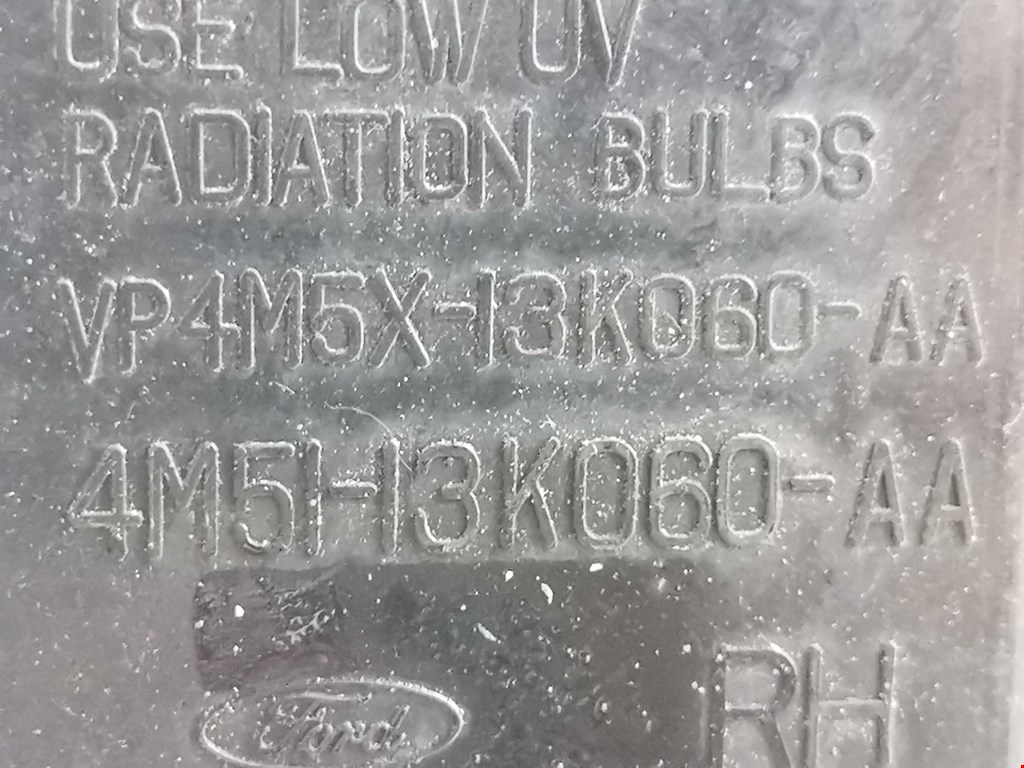 USE LOW UV
RADIATION BULBS
VP4M5X-13K060-AA
4M51-13K060-AA
Ford
RH